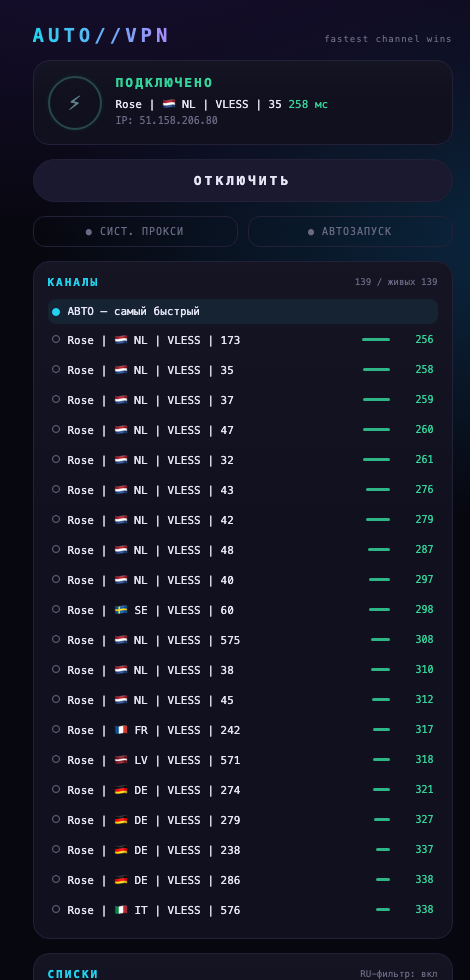 AUTO//VPN
fastest channel wins
ПОДКЛЮЧЕНО
Rose | NL | VLESS | 35 258 мс
IP: 51.158.206.80
ОТКЛЮЧИТЬ
СИСТ. ПРОКСИ
АВТОЗАПУСК
КАНАЛЫ
139 / живых 139
АВТО — самый быстрый
Rose | NL | VLESS | 173 256
Rose | NL | VLESS | 35 258
Rose | NL | VLESS | 37 259
Rose | NL | VLESS | 47 260
Rose | NL | VLESS | 32 261
Rose | NL | VLESS | 43 276
Rose | NL | VLESS | 42 279
Rose | NL | VLESS | 48 287
Rose | NL | VLESS | 40 297
Rose | SE | VLESS | 60 298
Rose | NL | VLESS | 575 308
Rose | NL | VLESS | 38 310
Rose | NL | VLESS | 45 312
Rose | FR | VLESS | 242 317
Rose | LV | VLESS | 571 318
Rose | DE | VLESS | 274 321
Rose | DE | VLESS | 279 327
Rose | DE | VLESS | 238 337
Rose | DE | VLESS | 286 338
Rose | IT | VLESS | 576 338
СПИСКИ
RU-фильтр: вкл